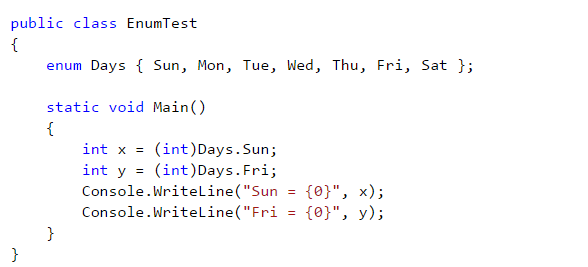 public class EnumTest
{
    enum Days { Sun, Mon, Tue, Wed, Thu, Fri, Sat };

    static void Main()
    {
        int x = (int)Days.Sun;
        int y = (int)Days.Fri;
        Console.WriteLine("Sun = {0}", x);
        Console.WriteLine("Fri = {0}", y);
    }
}